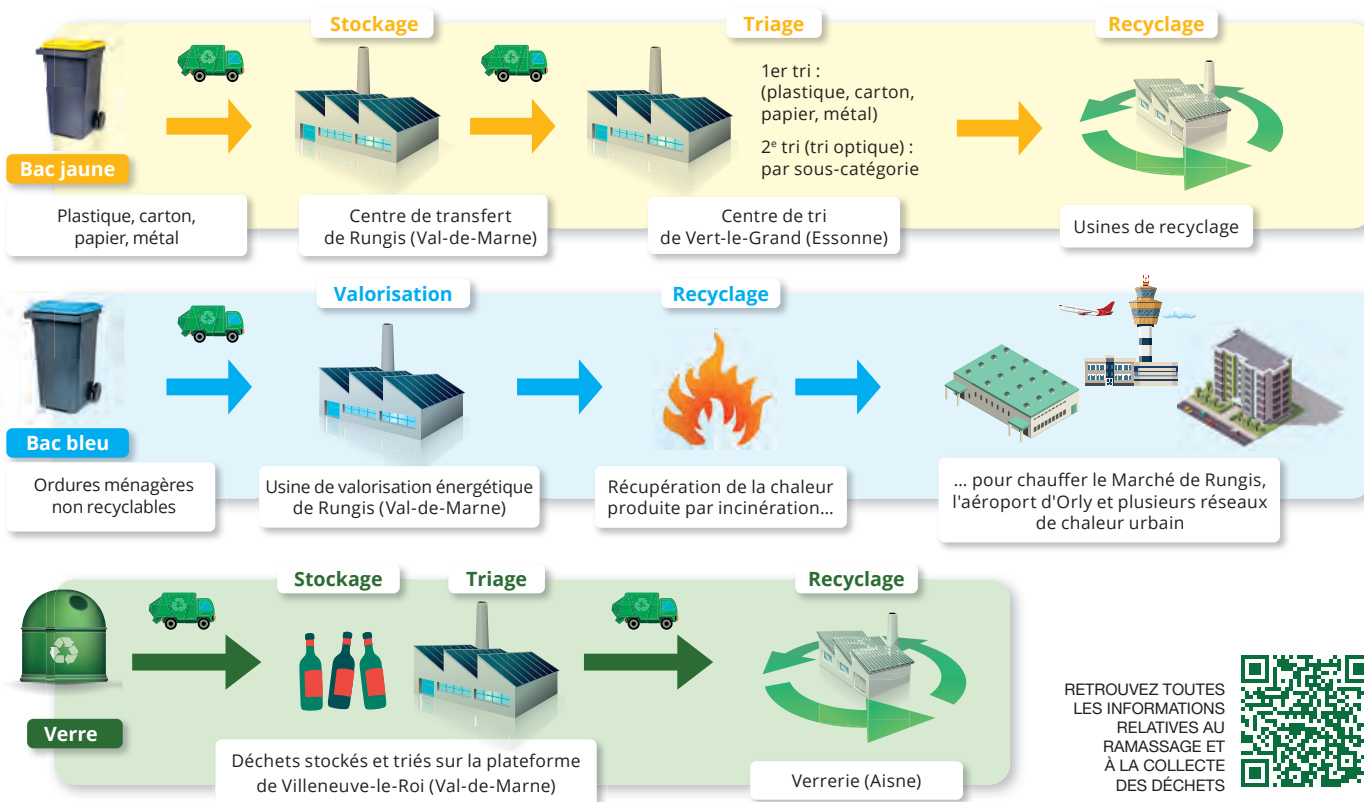 Stockage
Triage
Recyclage
1er tri :
(plastique, carton,
papier, métal)
2e tri (tri optique) :
par sous-catégorie
Bac jaune
Plastique, carton,
papier, métal
Centre de transfert
de Rungis (Val-de-Marne)
Centre de tri
de Vert-le-Grand (Essonne)
Usines de recyclage
Valorisation
Recyclage
Bac bleu
Ordures ménagères
non recyclables
Usine de valorisation énergétique
de Rungis (Val-de-Marne)
Récupération de la chaleur
produite par incinération...
... pour chauffer le Marché de Rungis,
l'aéroport d'Orly et plusieurs réseaux
de chaleur urbain
Stockage
Triage
Recyclage
Verre
Déchets stockés et triés sur la plateforme
de Villeneuve-le-Roi (Val-de-Marne)
Verrerie (Aisne)
RETROUVEZ TOUTES
LES INFORMATIONS
RELATIVES AU
RAMASSAGE ET
À LA COLLECTE
DES DÉCHETS